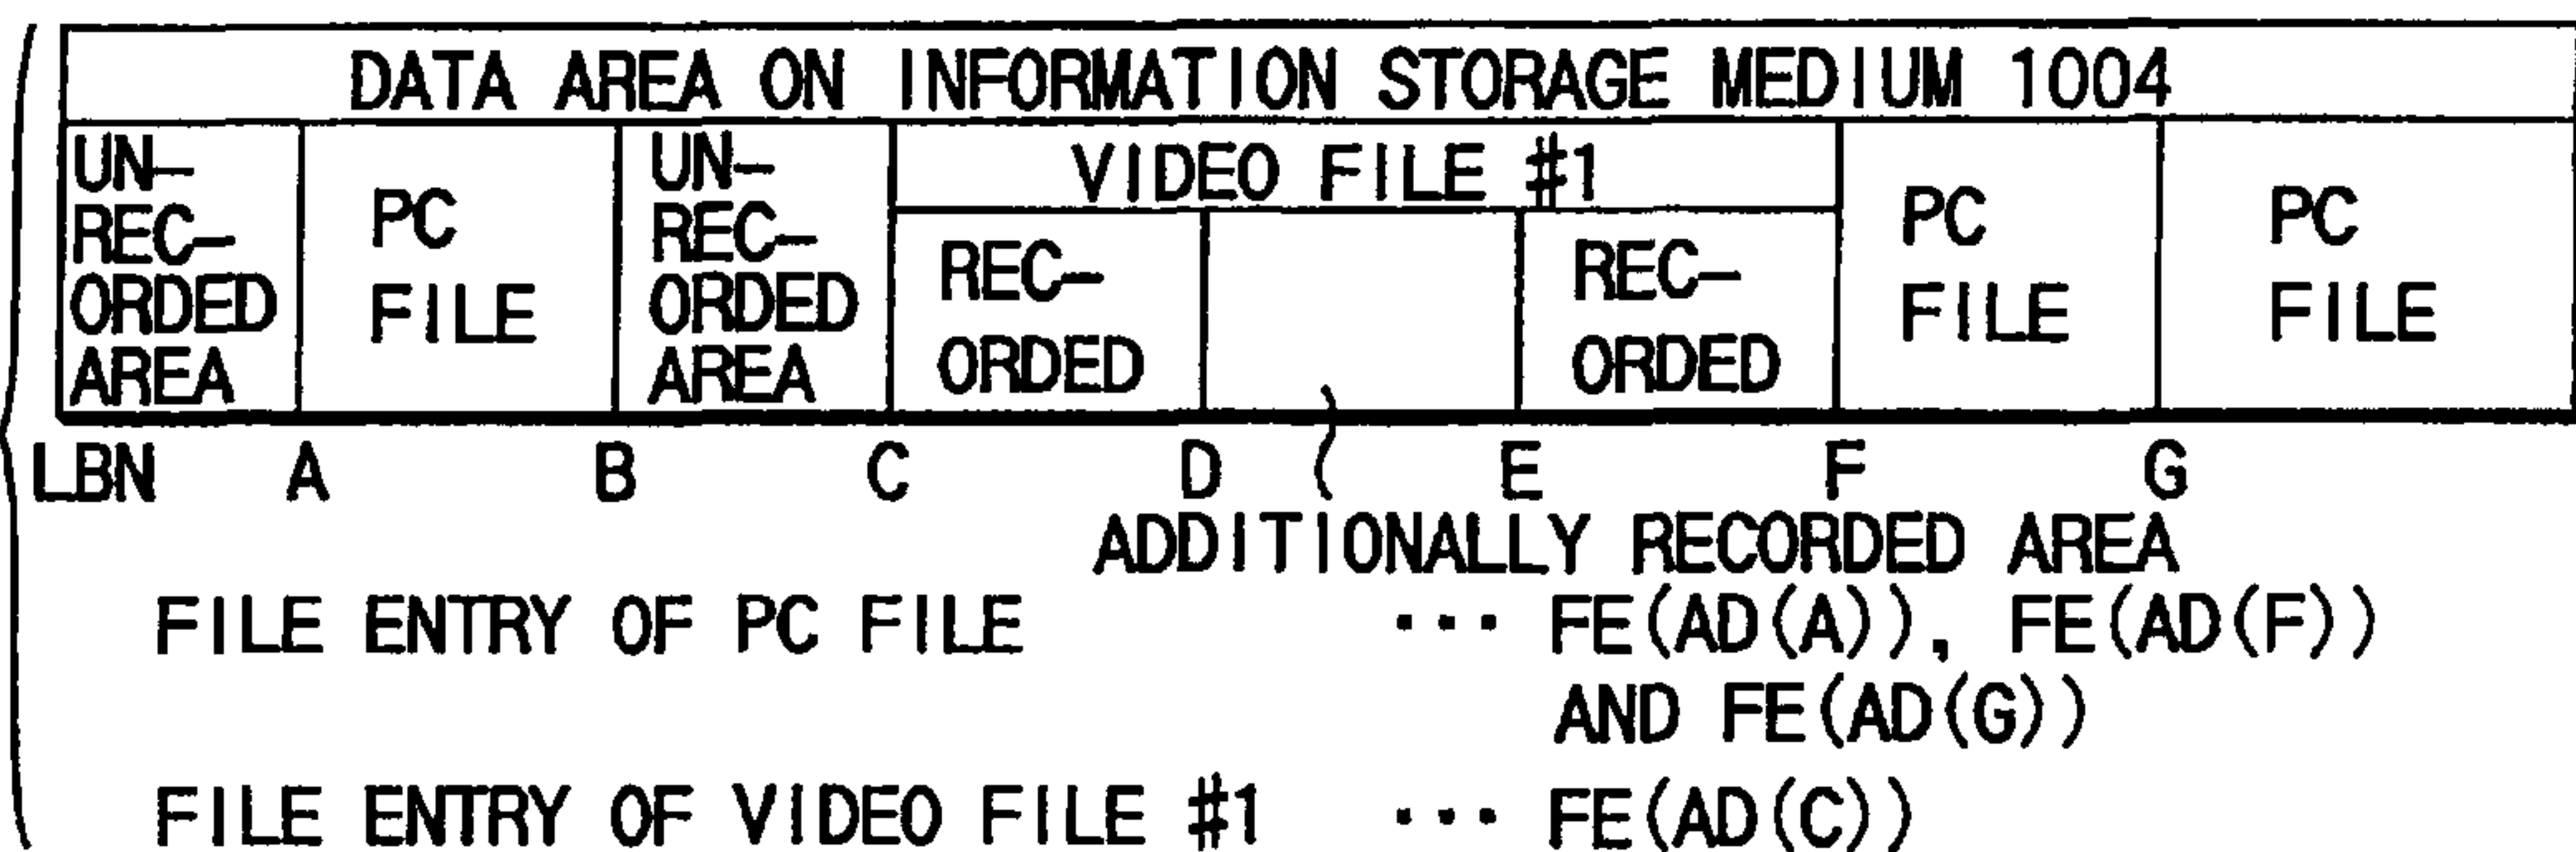 DATA AREA ON INFORMATION STORAGE MEDIUM 1004
UN-
REC-
ORDED
AREA
PC
FILE
UN-
REC-
ORDED
AREA
VIDEO FILE #1
REC-
ORDED
REC-
ORDED
PC
FILE
PC
FILE
LBN A B C D E F G
ADDITIONALLY RECORDED AREA
FILE ENTRY OF PC FILE ··· FE(AD(A)), FE(AD(F))
AND FE(AD(G))
FILE ENTRY OF VIDEO FILE #1 ··· FE(AD(C))